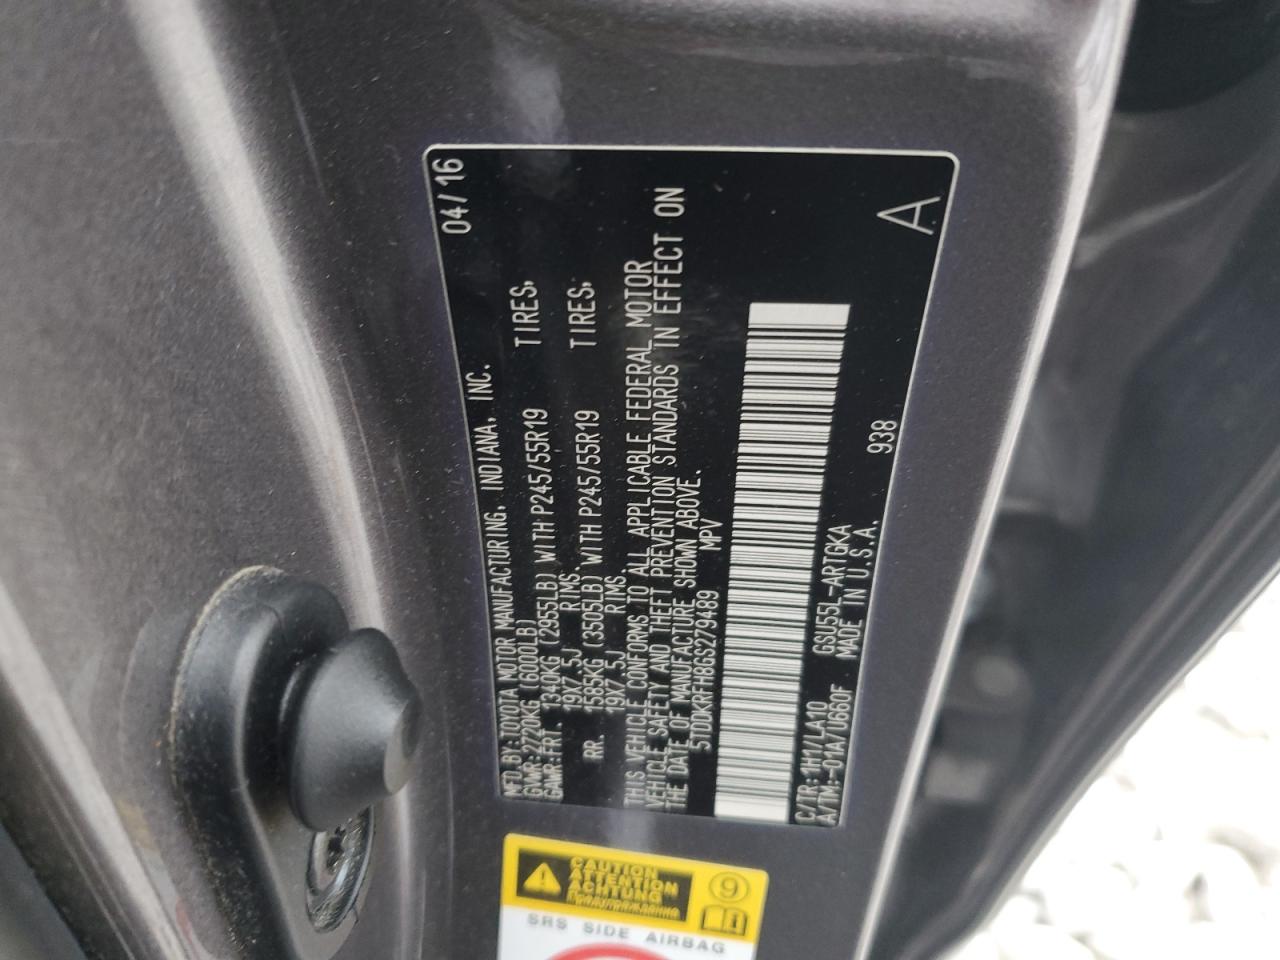 MFD.BY:TOYOTA MOTOR MANUFACTURING, INDIANA, INC. 04/16
GVWR:2720KG (6000LB)
GAWR:FRT. 1340KG (2955LB) WITH P245/55R19 TIRES,
19X7.5J RIMS
RR. 1585KG (3505LB) WITH P245/55R19 TIRES,
19X7.5J RIMS
THIS VEHICLE CONFORMS TO ALL APPLICABLE FEDERAL MOTOR
VEHICLE SAFETY AND THEFT PREVENTION STANDARDS IN EFFECT ON
THE DATE OF MANUFACTURE SHOWN ABOVE.
5TDDKRFH8GS279489 MPV
C/TR:1H1/LA10 GSU55L-ARTGKA 938
A/TM:-01A/U660F MADE IN U.S.A.
A
CAUTION
ATTENTION
ACHTUNG
9
SRS SIDE AIRBAG